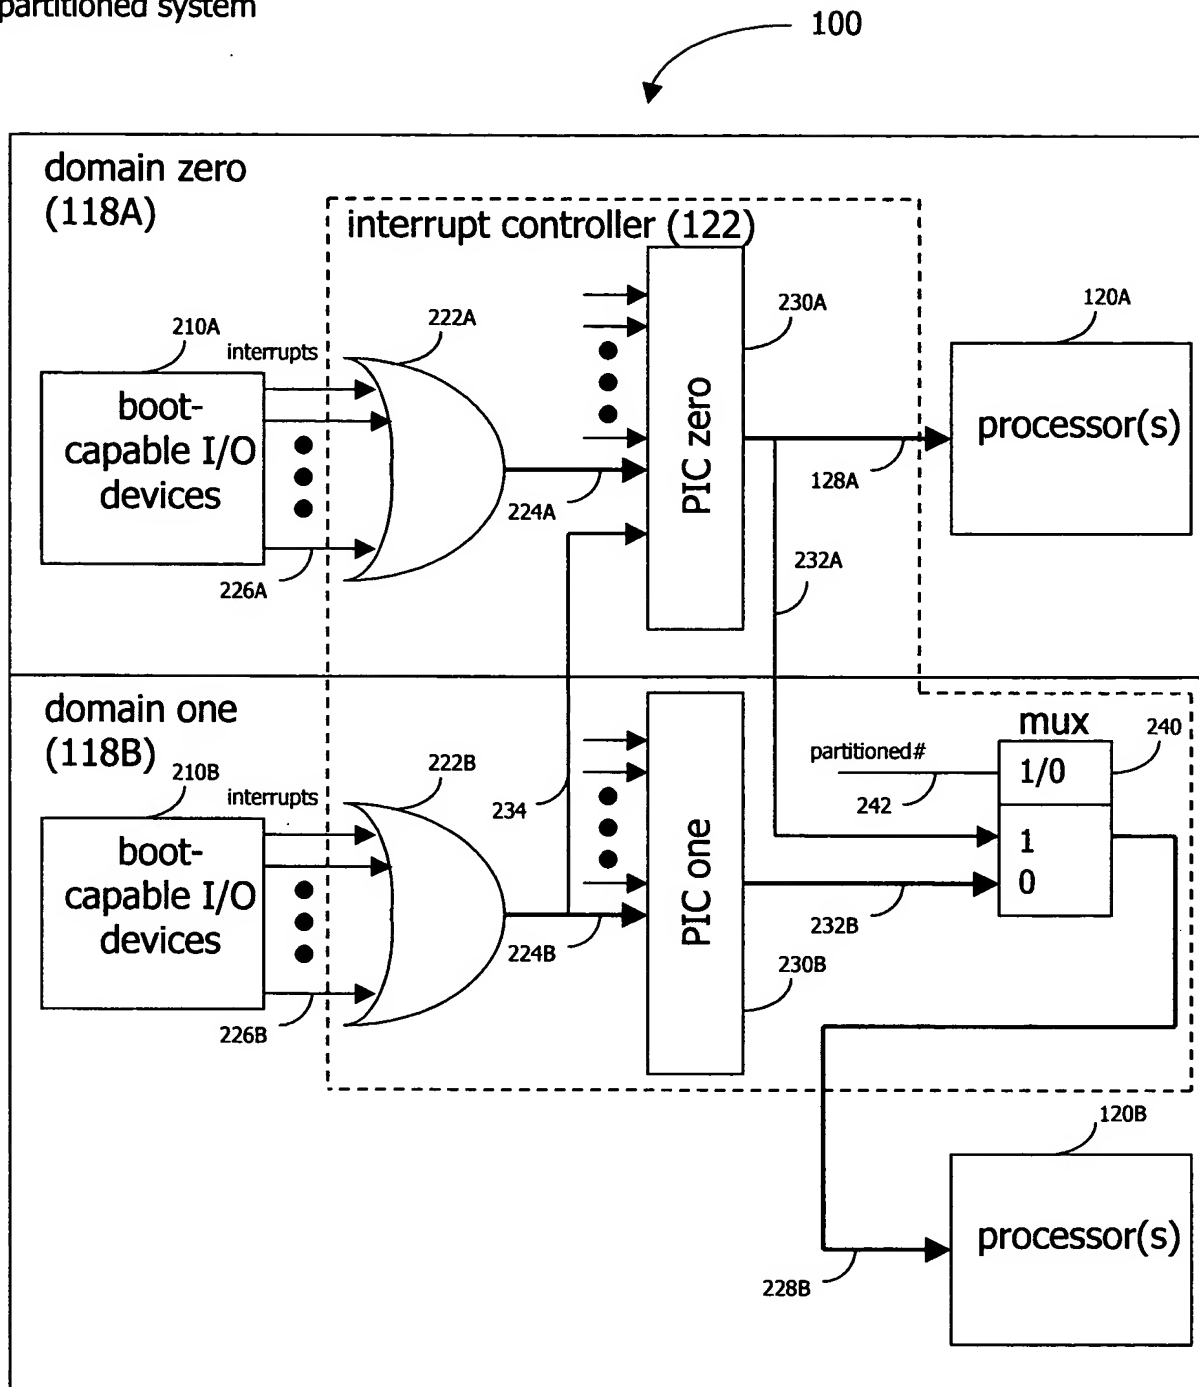 partitioned system
100
domain zero
(118A)
interrupt controller (122)
210A
interrupts
222A
230A
120A
boot-
capable I/O
devices
PIC zero
processor(s)
224A
128A
226A
232A
domain one
(118B)
mux
210B
interrupts
222B
234
partitioned#
242
1/0
240
boot-
capable I/O
devices
PIC one
1
0
224B
232B
226B
230B
120B
processor(s)
228B